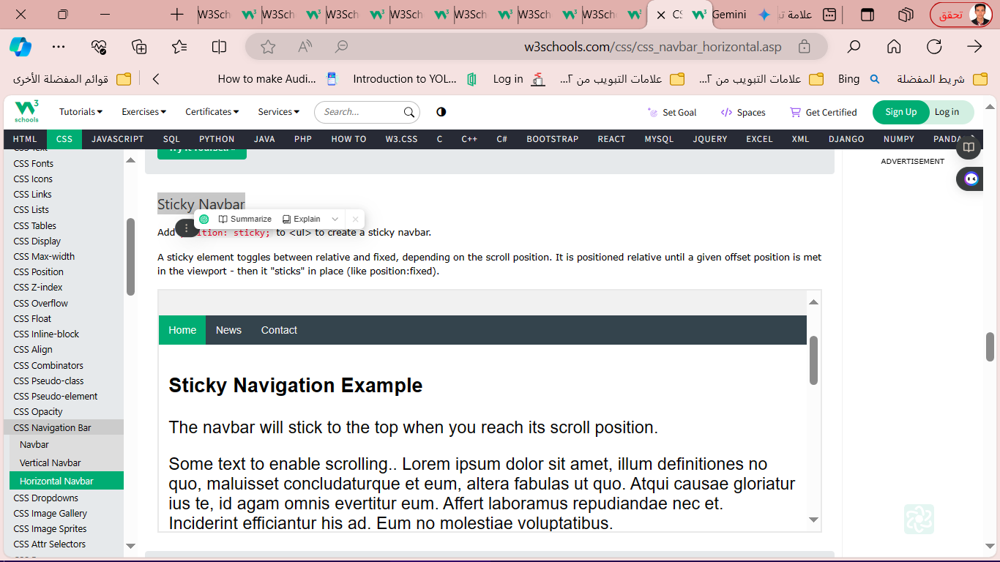 W3Sch W3Sch W3Sch W3Sch W3Sch W3Sch W3Sch CS Gemini علامة تب تحقق
w3schools.com/css/css_navbar_horizontal.asp
قوائم المفضلة الأخرى How to make Audi... Introduction to YOL... Log in علامات التبويب من ٢... علامات التبويب من ٢... Bing شريط المفضلة
W3 schools Tutorials Exercises Certificates Services Search... Set Goal Spaces Get Certified Sign Up Log in
HTML CSS JAVASCRIPT SQL PYTHON JAVA PHP HOW TO W3.CSS C C++ C# BOOTSTRAP REACT MYSQL JQUERY EXCEL XML DJANGO NUMPY PANDA
CSS Text
CSS Fonts
CSS Icons
CSS Links
CSS Lists
CSS Tables
CSS Display
CSS Max-width
CSS Position
CSS Z-index
CSS Overflow
CSS Float
CSS Inline-block
CSS Align
CSS Combinators
CSS Pseudo-class
CSS Pseudo-element
CSS Opacity
CSS Navigation Bar
Navbar
Vertical Navbar
Horizontal Navbar
CSS Dropdowns
CSS Image Gallery
CSS Image Sprites
CSS Attr Selectors
Try it Yourself »
Sticky Navbar
Summarize Explain
Add ition: sticky; to <ul> to create a sticky navbar.
A sticky element toggles between relative and fixed, depending on the scroll position. It is positioned relative until a given offset position is met
in the viewport - then it "sticks" in place (like position:fixed).
Home News Contact
Sticky Navigation Example
The navbar will stick to the top when you reach its scroll position.
Some text to enable scrolling.. Lorem ipsum dolor sit amet, illum definitiones no
quo, maluisset concludaturque et eum, altera fabulas ut quo. Atqui causae gloriatur
ius te, id agam omnis evertitur eum. Affert laboramus repudiandae nec et.
Inciderint efficiantur his ad. Eum no molestiae voluptatibus.
ADVERTISEMENT